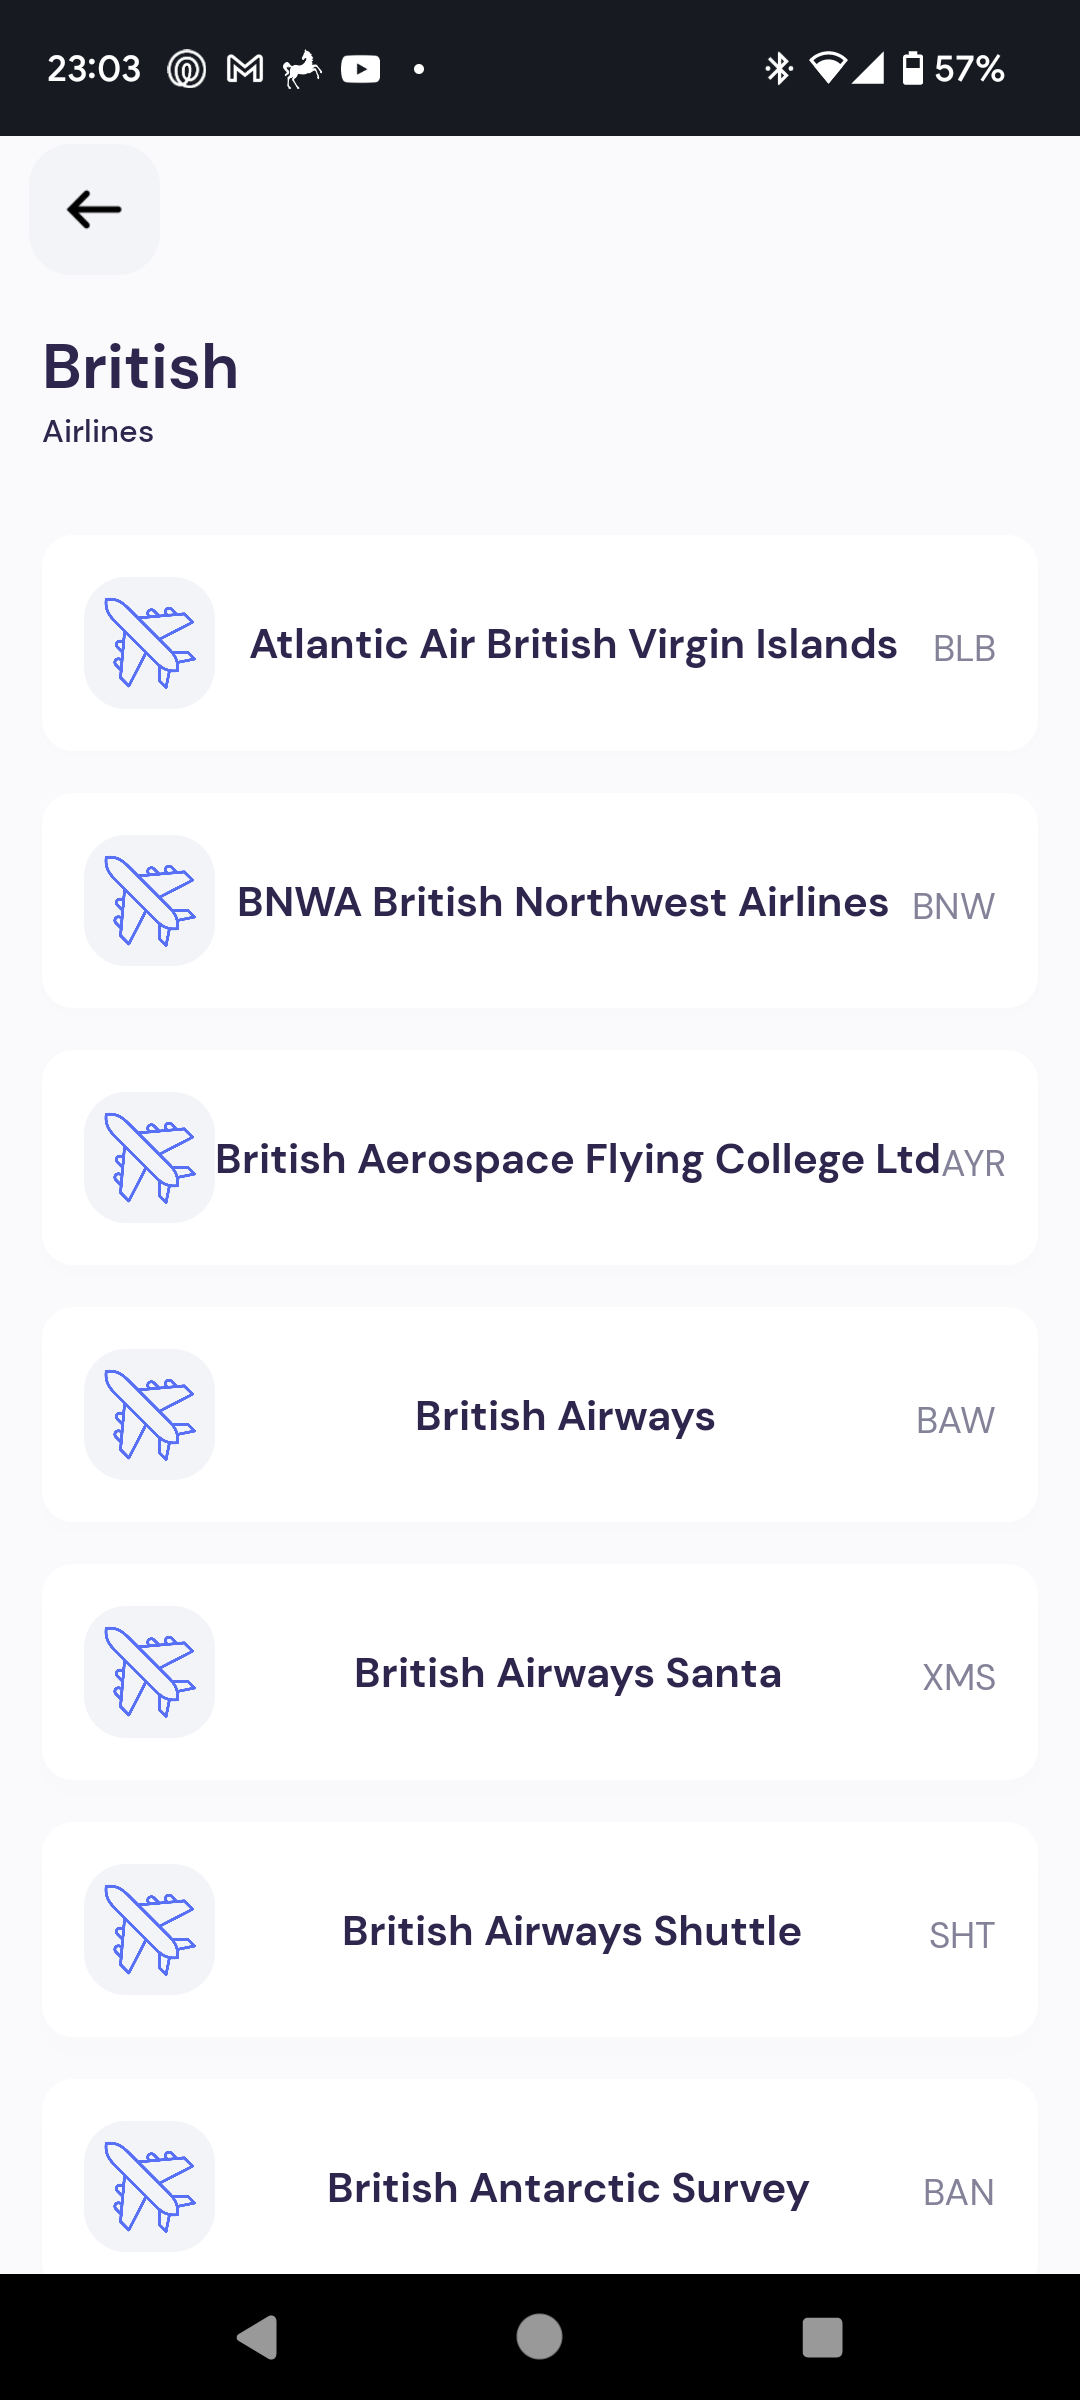 23:03
57%
British
Airlines
Atlantic Air British Virgin Islands BLB
BNWA British Northwest Airlines BNW
British Aerospace Flying College Ltd AYR
British Airways BAW
British Airways Santa XMS
British Airways Shuttle SHT
British Antarctic Survey BAN